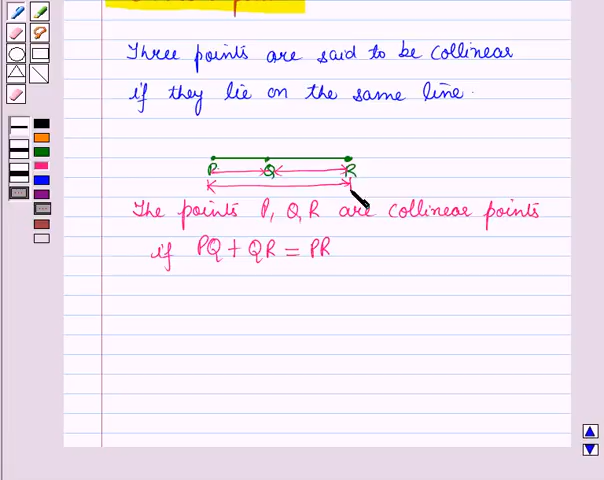 Three points are said to be collinear
if they lie on the same line.
P Q R
The points P, Q, R are collinear points
if PQ + QR = PR